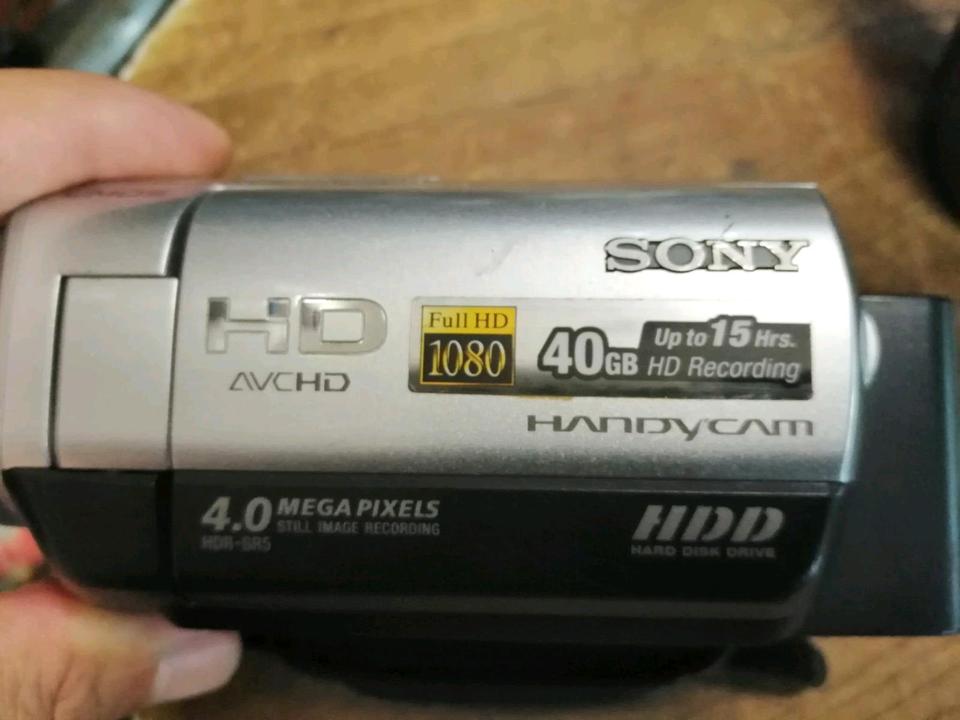 SONY
HD
AVCHD
Full HD
1080
40GB
Up to 15 Hrs.
HD Recording
HANDYCAM
4.0 MEGA PIXELS
STILL IMAGE RECORDING
HDR-SR5
HDD
HARD DISK DRIVE